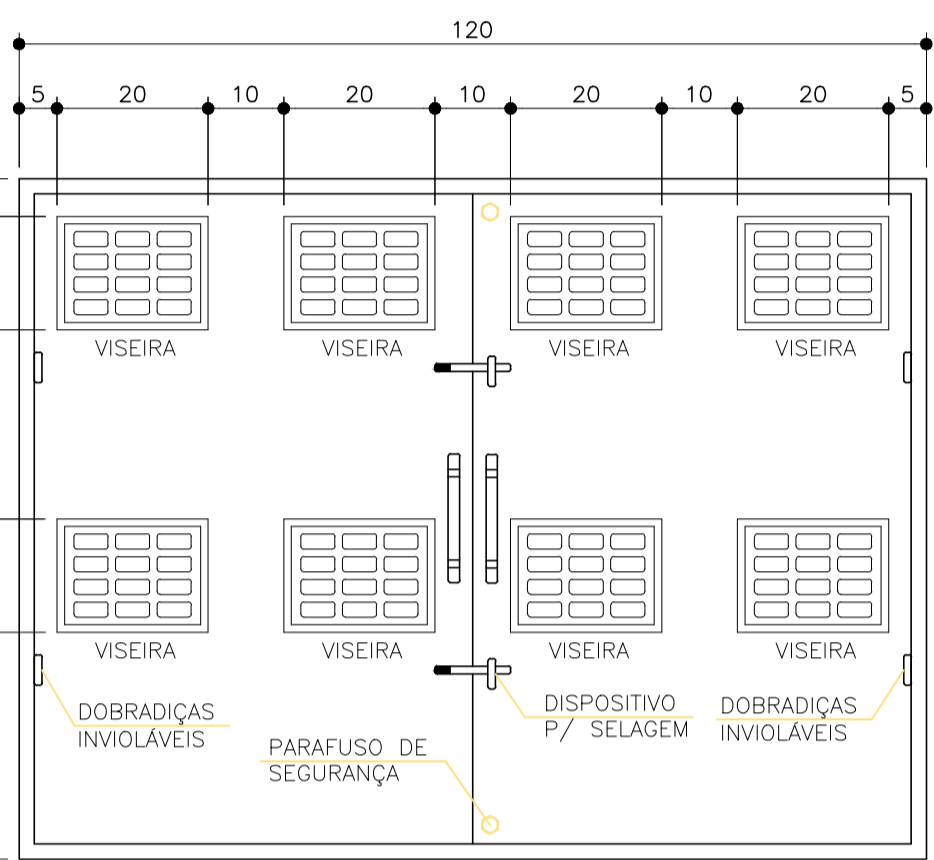 120
5 20 10 20 10 20 10 20 5
VISEIRA VISEIRA VISEIRA VISEIRA
VISEIRA VISEIRA VISEIRA VISEIRA
DOBRADIÇAS
INVIOLÁVEIS
PARAFUSO DE
SEGURANÇA
DISPOSITIVO
P/ SELAGEM
DOBRADIÇAS
INVIOLÁVEIS